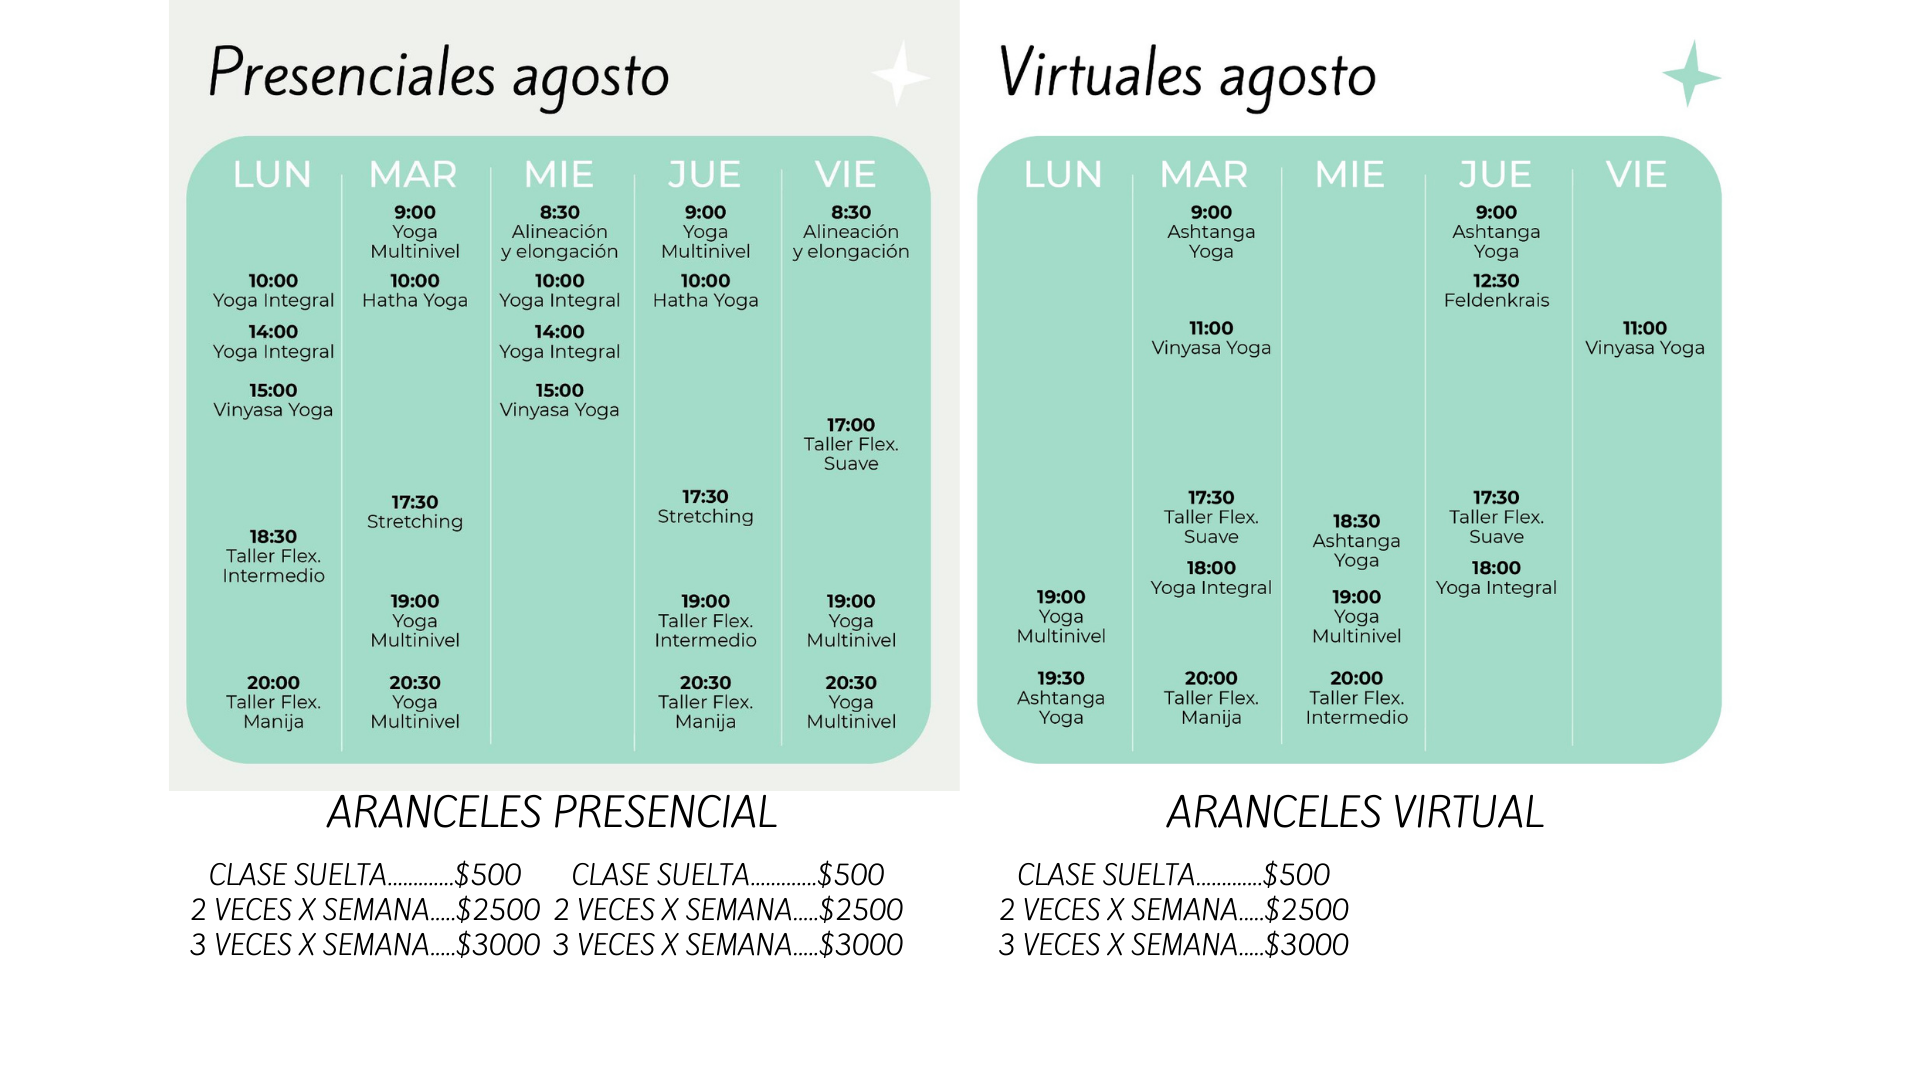 Presenciales agosto
LUN
10:00
Yoga Integral
14:00
Yoga Integral
15:00
Vinyasa Yoga
18:30
Taller Flex.
Intermedio
20:00
Taller Flex.
Manija
MAR
9:00
Yoga
Multinivel
10:00
Hatha Yoga
17:30
Stretching
19:00
Yoga
Multinivel
20:30
Yoga
Multinivel
MIE
8:30
Alineación
y elongación
10:00
Yoga Integral
14:00
Yoga Integral
15:00
Vinyasa Yoga
JUE
9:00
Yoga
Multinivel
10:00
Hatha Yoga
17:30
Stretching
19:00
Taller Flex.
Intermedio
20:30
Taller Flex.
Manija
VIE
8:30
Alineación
y elongación
17:00
Taller Flex.
Suave
19:00
Yoga
Multinivel
20:30
Yoga
Multinivel
ARANCELES PRESENCIAL
CLASE SUELTA.............$500
2 VECES X SEMANA.....$2500
3 VECES X SEMANA.....$3000
CLASE SUELTA.............$500
2 VECES X SEMANA.....$2500
3 VECES X SEMANA.....$3000
Virtuales agosto
LUN
19:00
Yoga
Multinivel
19:30
Ashtanga
Yoga
MAR
9:00
Ashtanga
Yoga
11:00
Vinyasa Yoga
17:30
Taller Flex.
Suave
18:00
Yoga Integral
20:00
Taller Flex.
Manija
MIE
18:30
Ashtanga
Yoga
19:00
Yoga
Multinivel
20:00
Taller Flex.
Intermedio
JUE
9:00
Ashtanga
Yoga
12:30
Feldenkrais
17:30
Taller Flex.
Suave
18:00
Yoga Integral
VIE
11:00
Vinyasa Yoga
ARANCELES VIRTUAL
CLASE SUELTA.............$500
2 VECES X SEMANA.....$2500
3 VECES X SEMANA.....$3000